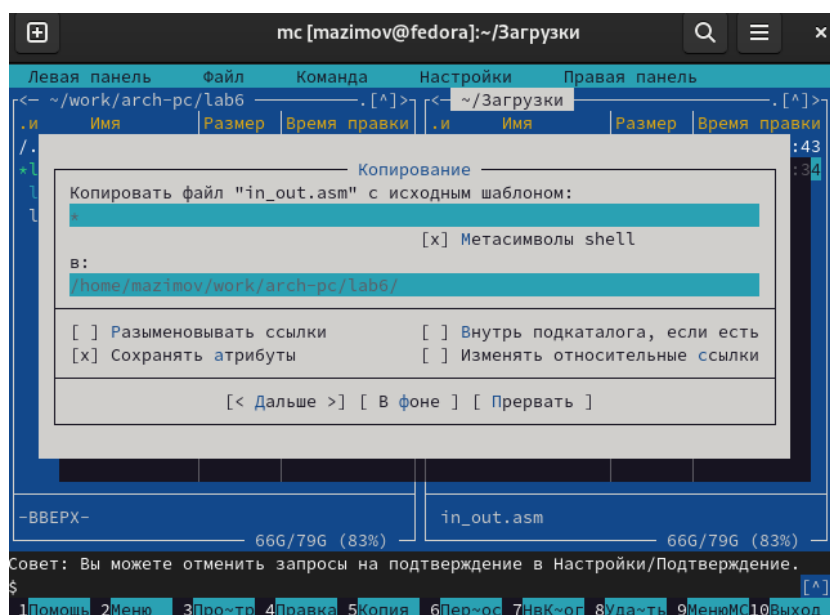 mc [mazimov@fedora]:~/Загрузки
Левая панель Файл Команда Настройки Правая панель
<— ~/work/arch-pc/lab6 —.[^]>
<— ~/Загрузки —.[^]>
.и Имя Размер Время правки .и Имя Размер Время правки
/. :43
*l :34
l
l
Копирование
Копировать файл "in_out.asm" с исходным шаблоном:
*
[x] Метасимволы shell
в:
/home/mazimov/work/arch-pc/lab6/
[ ] Разыменовывать ссылки [ ] Внутрь подкаталога, если есть
[x] Сохранять атрибуты [ ] Изменять относительные ссылки
[< Дальше >] [ В фоне ] [ Прервать ]
-ВВЕРХ- in_out.asm
66G/79G (83%) 66G/79G (83%)
Совет: Вы можете отменить запросы на подтверждение в Настройки/Подтверждение.
$ [^]
1Помощь 2Меню 3Про~тр 4Правка 5Копия 6Пер~ос 7НвК~ог 8Уда~ть 9МенюMC 10Выход